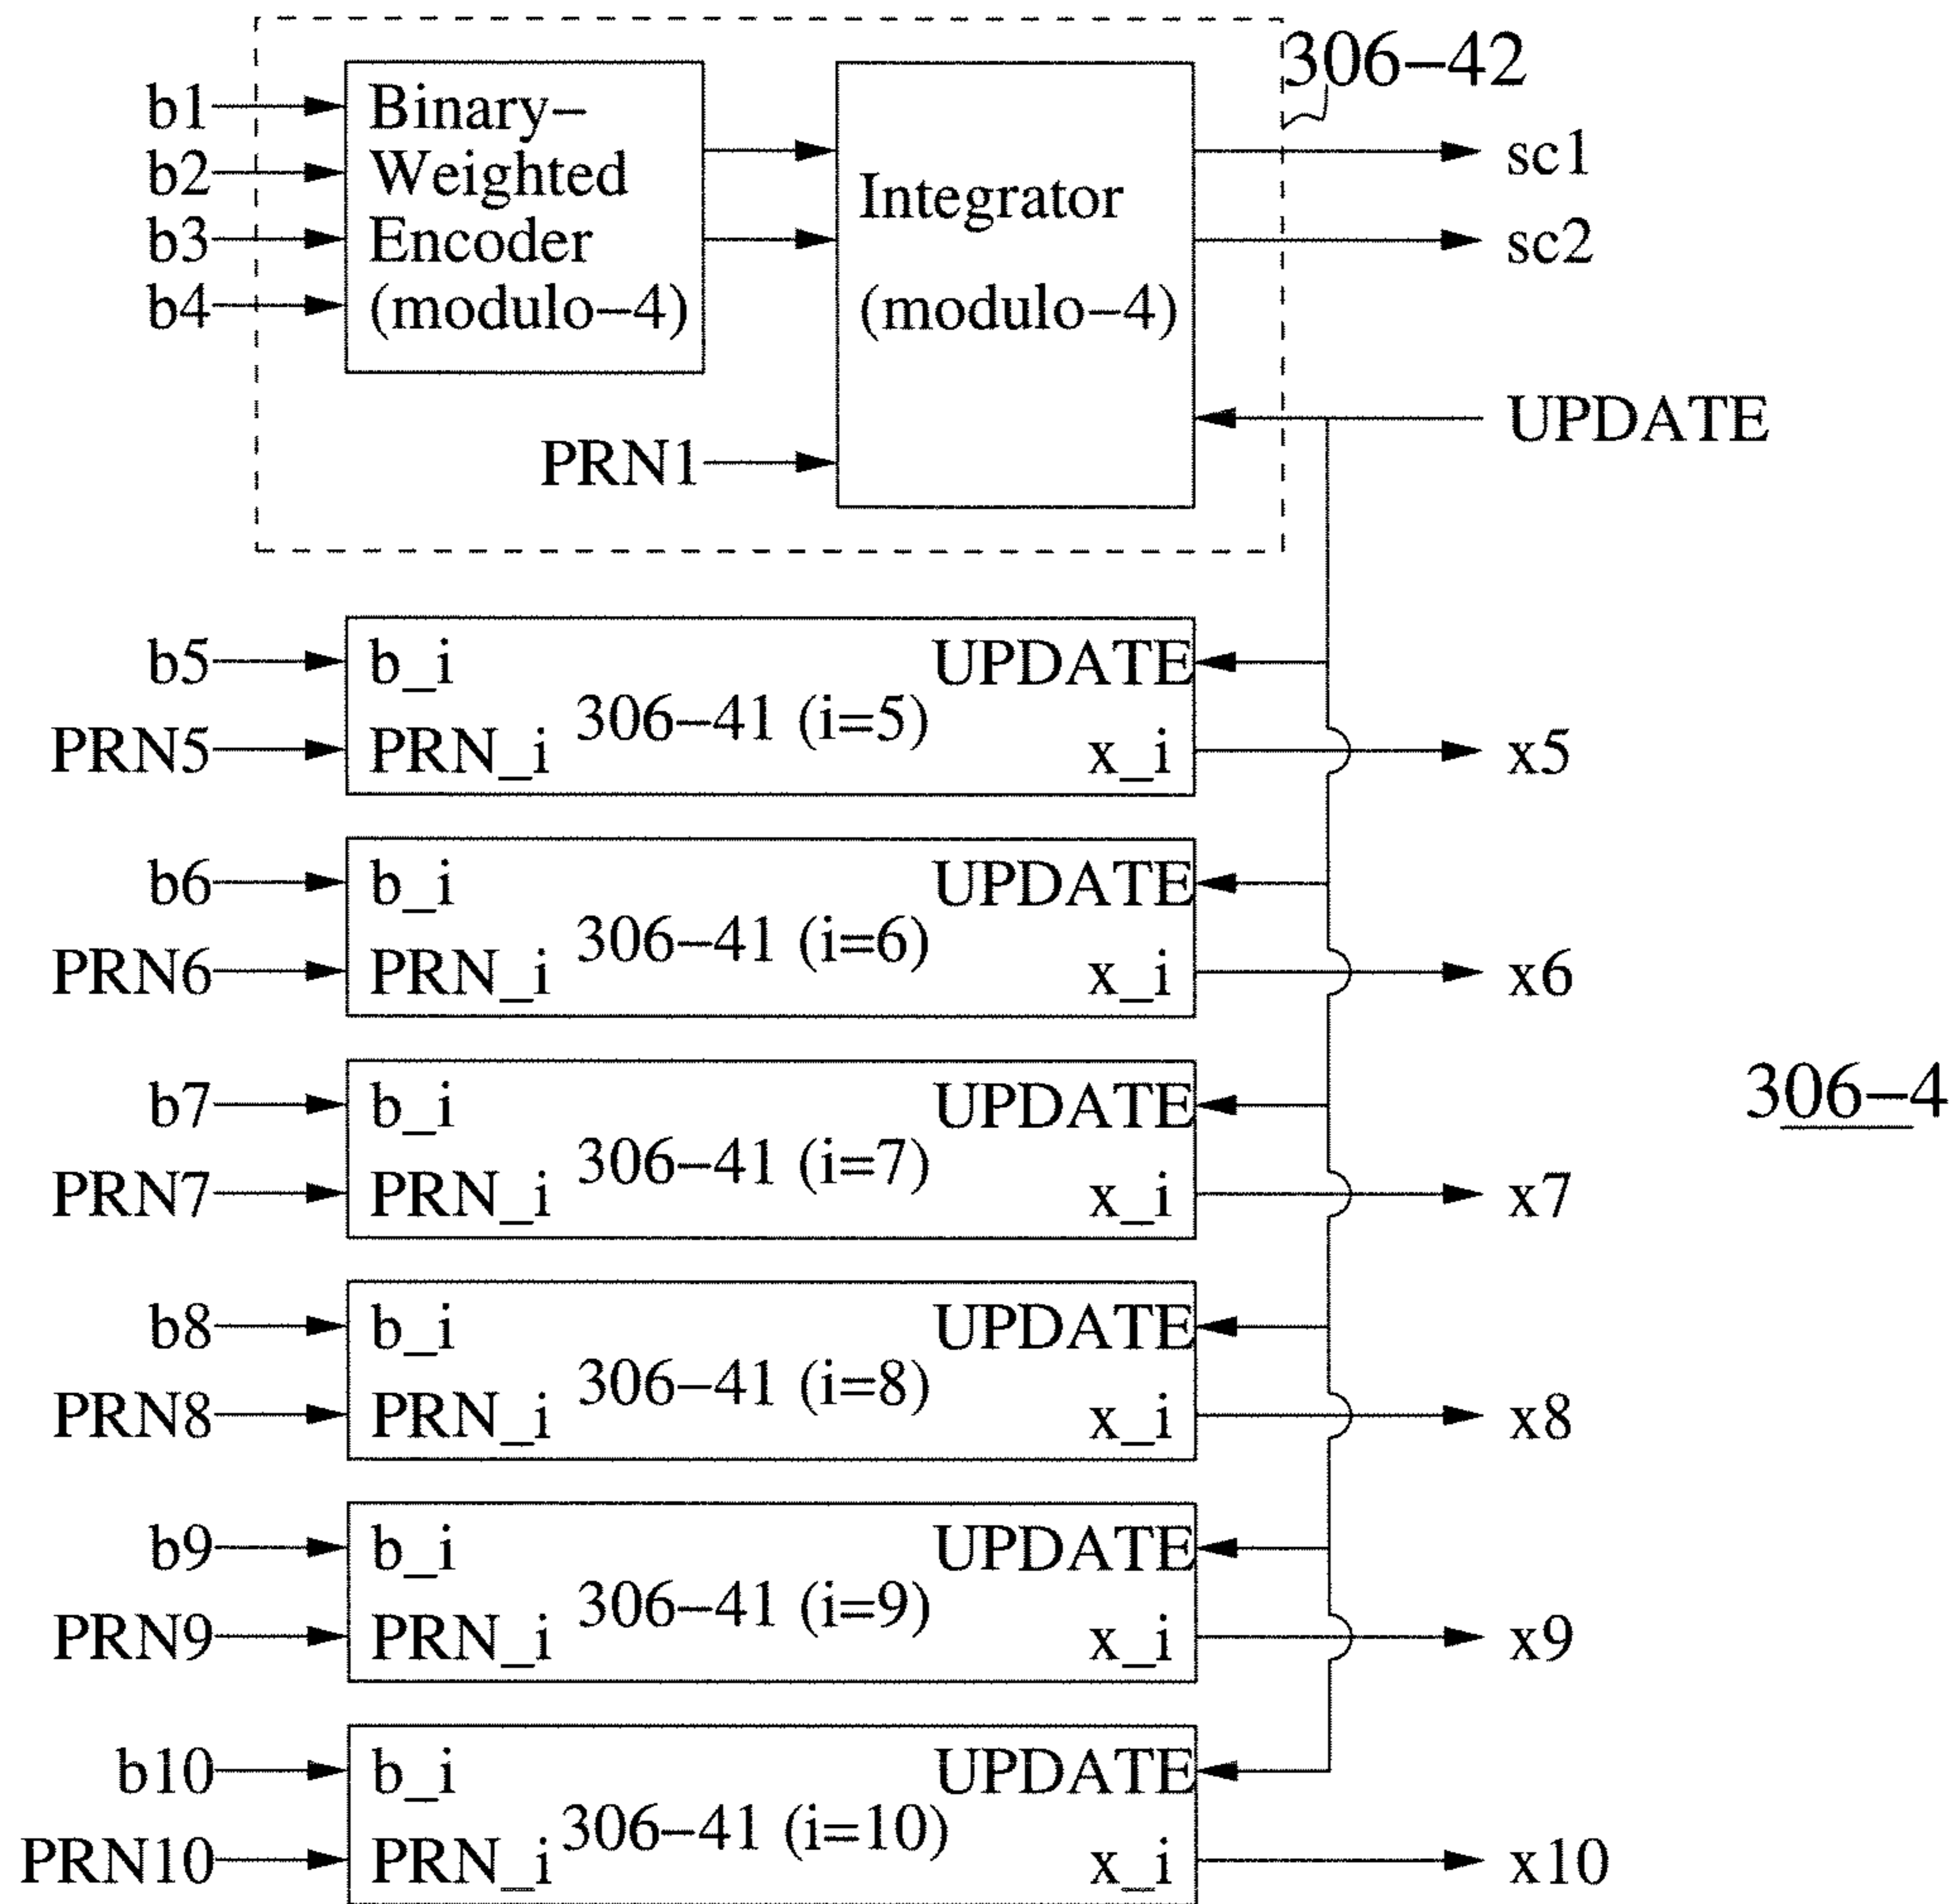 306−42
b1
b2
b3
b4
Binary−
Weighted
Encoder
(modulo−4)
Integrator
(modulo−4)
sc1
sc2
UPDATE
PRN1
b5
b_i
UPDATE
306−41 (i=5)
PRN5
PRN_i
x_i
x5
b6
b_i
UPDATE
306−41 (i=6)
PRN6
PRN_i
x_i
x6
306−4
b7
b_i
UPDATE
306−41 (i=7)
PRN7
PRN_i
x_i
x7
b8
b_i
UPDATE
306−41 (i=8)
PRN8
PRN_i
x_i
x8
b9
b_i
UPDATE
306−41 (i=9)
PRN9
PRN_i
x_i
x9
b10
b_i
UPDATE
306−41 (i=10)
PRN10
PRN_i
x_i
x10